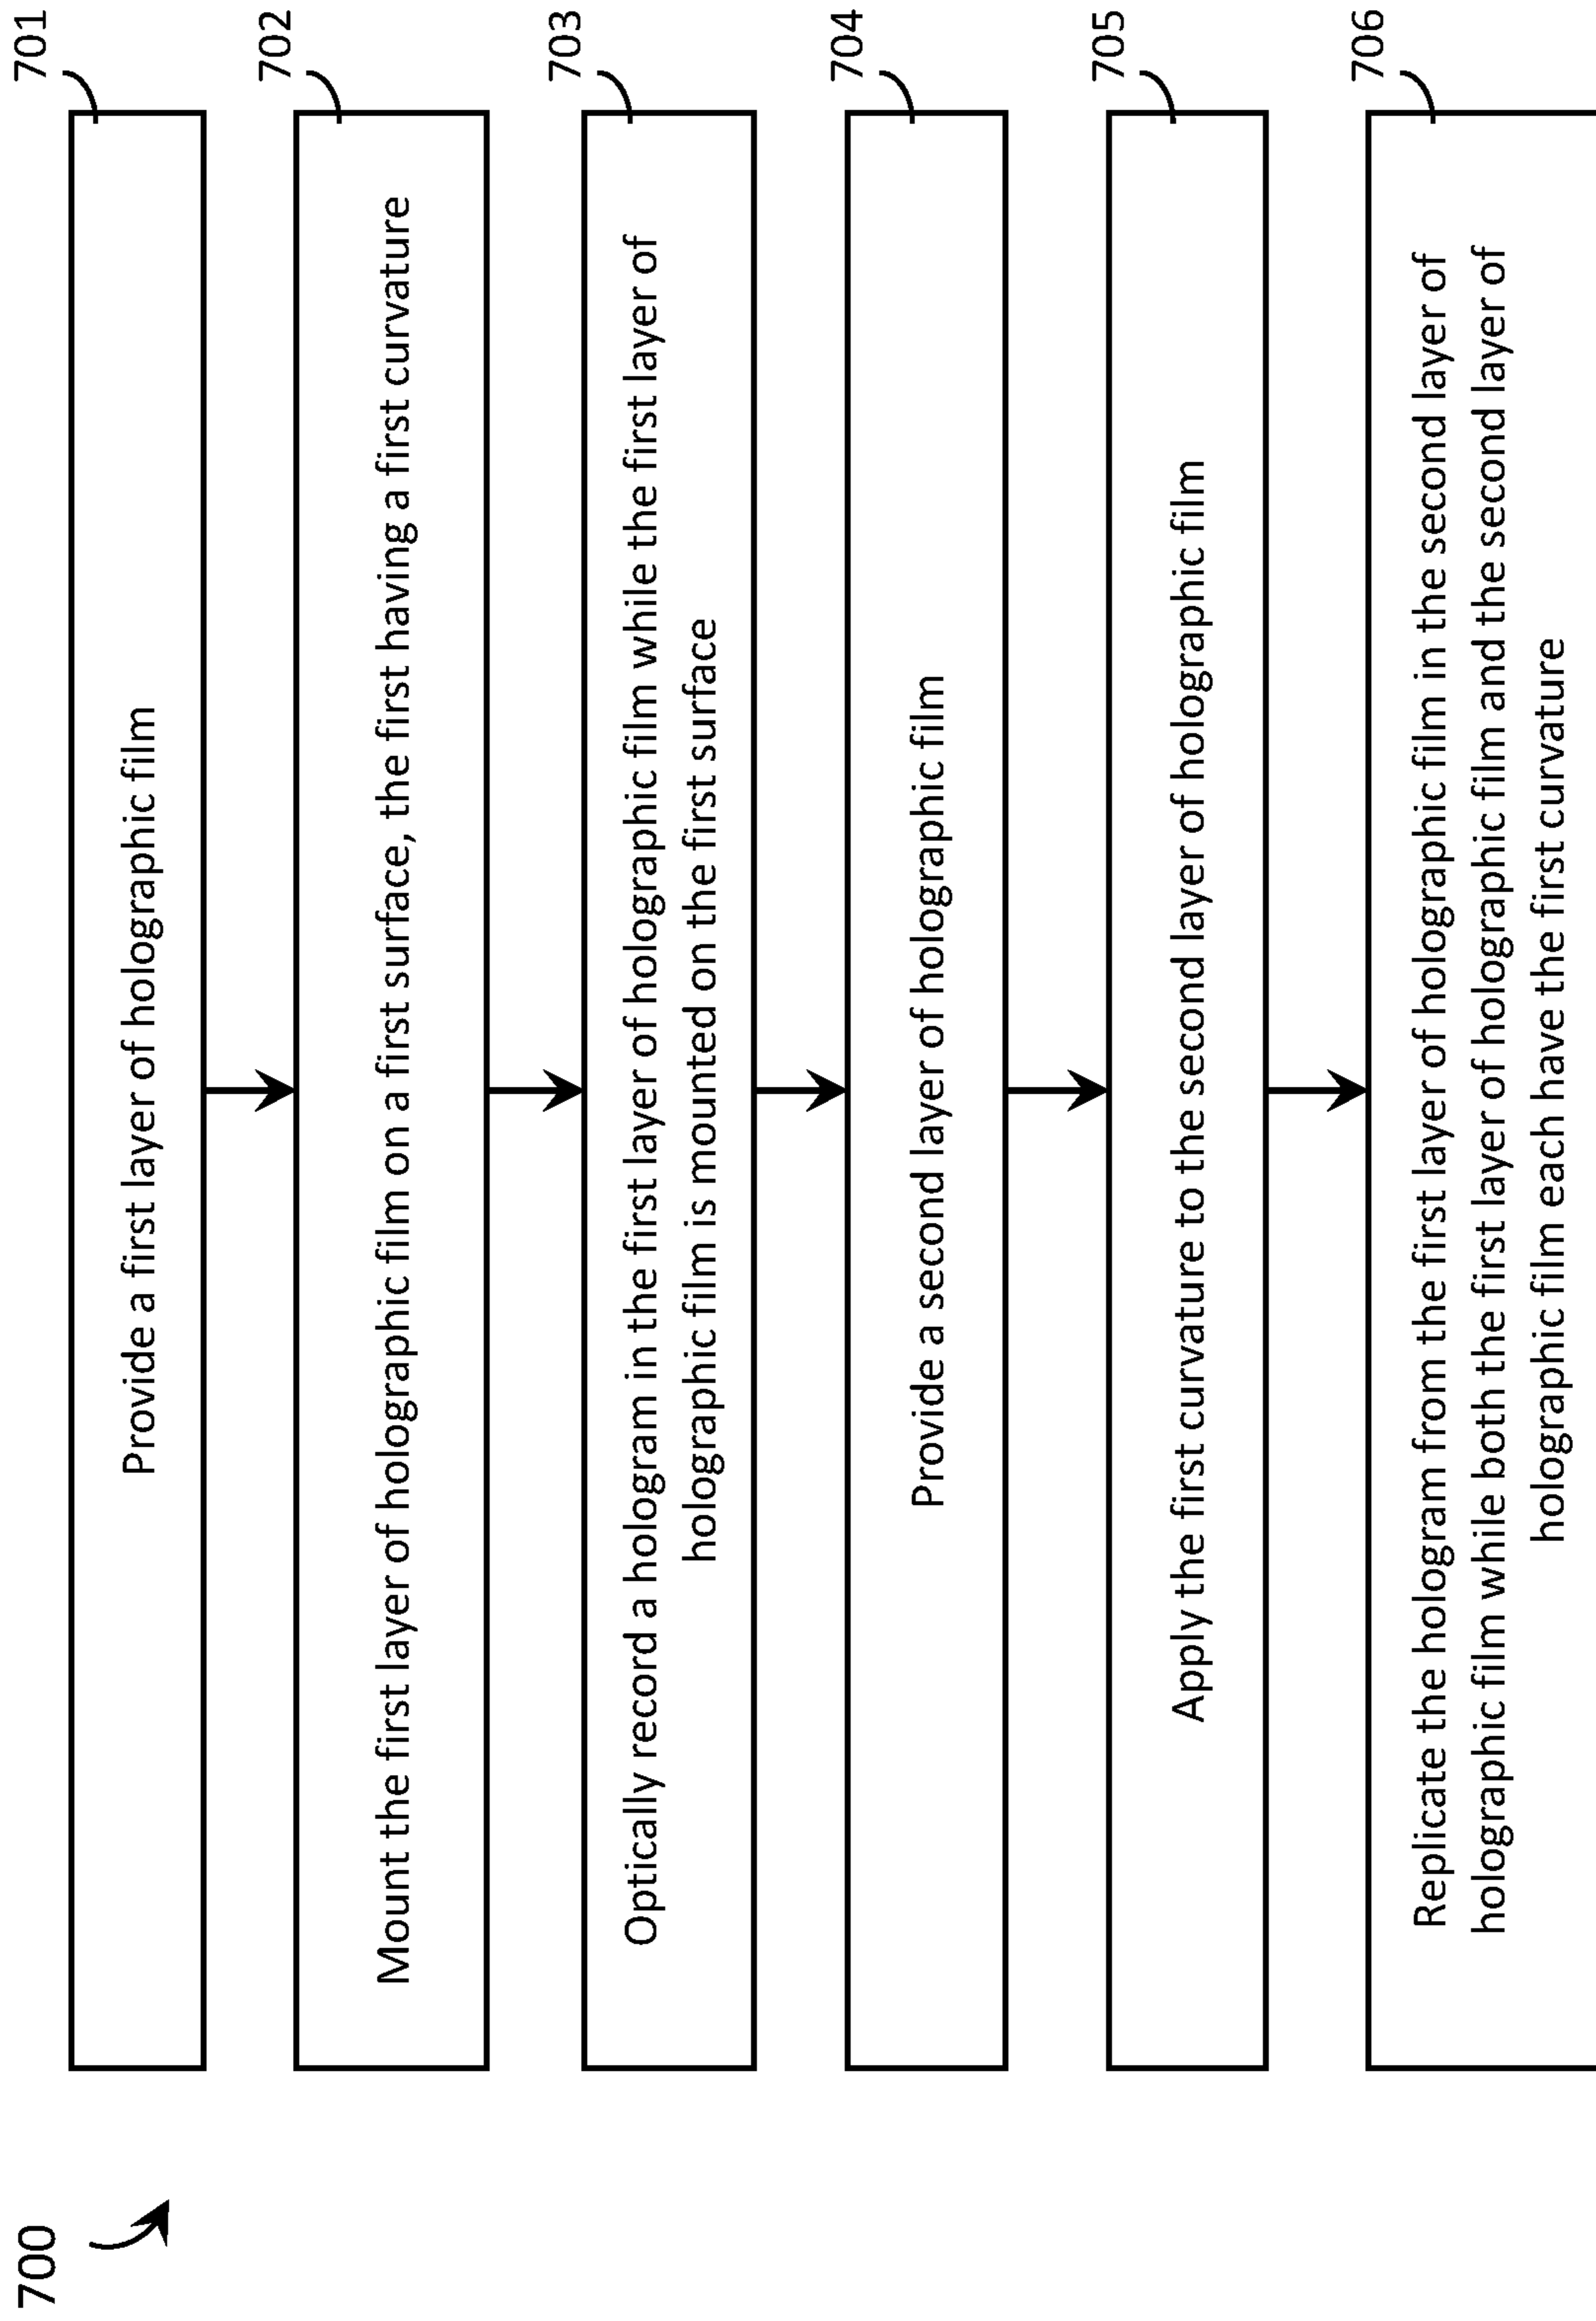 700
701
Provide a first layer of holographic film
702
Mount the first layer of holographic film on a first surface, the first having a first curvature
703
Optically record a hologram in the first layer of holographic film while the first layer of
holographic film is mounted on the first surface
704
Provide a second layer of holographic film
705
Apply the first curvature to the second layer of holographic film
706
Replicate the hologram from the first layer of holographic film in the second layer of
holographic film while both the first layer of holographic film and the second layer of
holographic film each have the first curvature